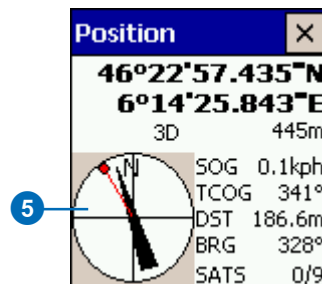 Position
46°22'57.435"N
6°14'25.843"E
3D 445m
N
SOG 0.1kph
TCOG 341°
5
DST 186.6m
BRG 328°
SATS 0/9